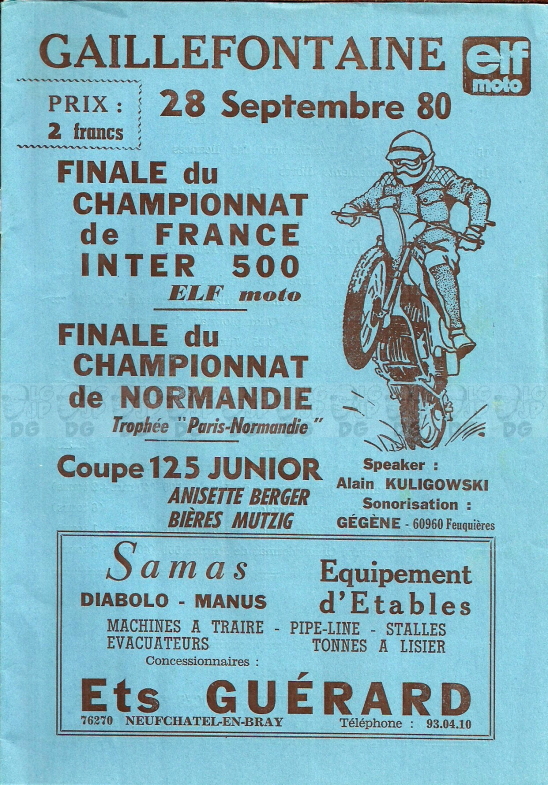 GAILLEFONTAINE
elf
moto
PRIX :
2 francs
28 Septembre 80
FINALE du
CHAMPIONNAT
de FRANCE
INTER 500
ELF moto
FINALE du
CHAMPIONNAT
de NORMANDIE
Trophée "Paris-Normandie"
Coupe 125 JUNIOR
ANISETTE BERGER
BIÈRES MUTZIG
Speaker :
Alain KULIGOWSKI
Sonorisation :
GÉGÈNE - 60960 Feuquières
Samas
DIABOLO - MANUS
Equipement
d'Etables
MACHINES A TRAIRE - PIPE-LINE - STALLES
EVACUATEURS TONNES A LISIER
Concessionnaires :
Ets GUÉRARD
76270 NEUFCHATEL-EN-BRAY Téléphone : 93.04.10